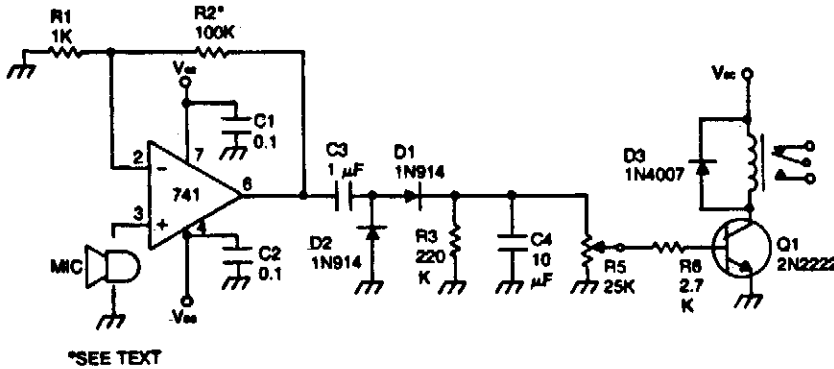 R1
1K
R2*
100K
Vcc
C1
0.1
2
7
-
741
6
3
+
4
C2
0.1
MIC
C3
1 µF
D1
1N914
D2
1N914
R3
220
K
C4
10
µF
R5
25K
R6
2.7
K
Vcc
D3
1N4007
Q1
2N2222
*SEE TEXT